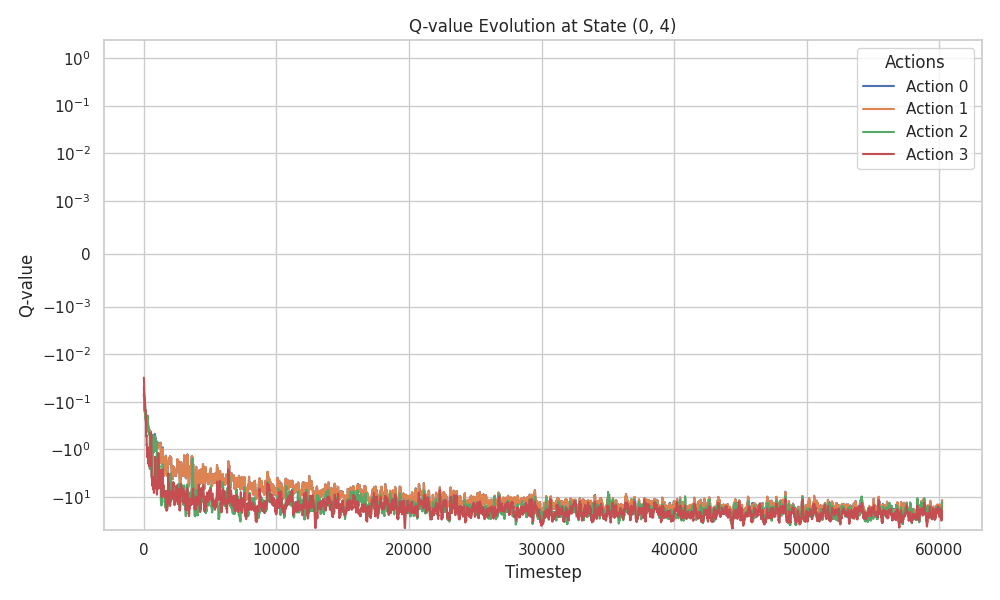 Q-value Evolution at State (0, 4)
Q-value
10⁰
10⁻¹
10⁻²
10⁻³
0
−10⁻³
−10⁻²
−10⁻¹
−10⁰
−10¹
Actions
Action 0
Action 1
Action 2
Action 3
0 10000 20000 30000 40000 50000 60000
Timestep